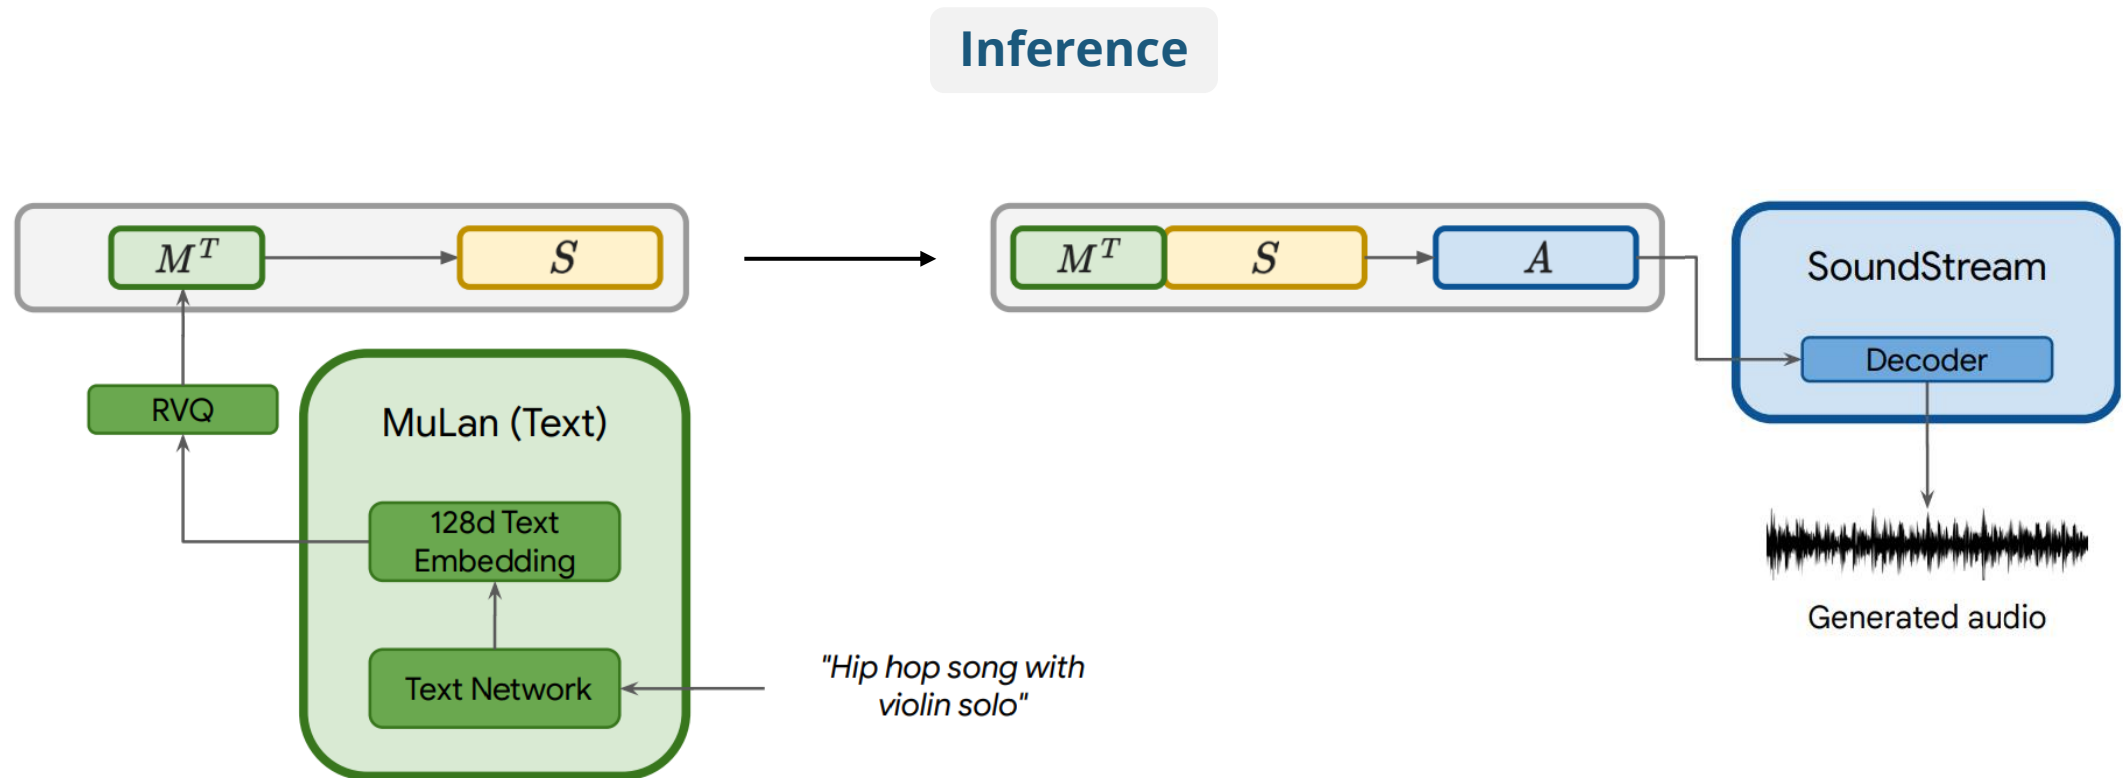 Inference
M^T
S
M^T
S
A
SoundStream
Decoder
RVQ
MuLan (Text)
128d Text
Embedding
Text Network
"Hip hop song with
violin solo"
Generated audio